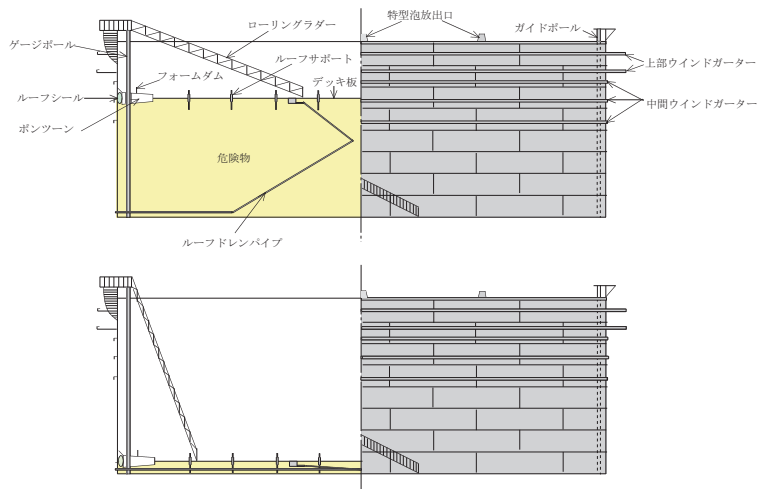 特型泡放出口
ローリングラダー
ガイドポール
ゲージポール
ルーフサポート
上部ウインドガーター
フォームダム
デッキ板
ルーフシール
中間ウインドガーター
ポンツーン
危険物
ルーフドレンパイプ